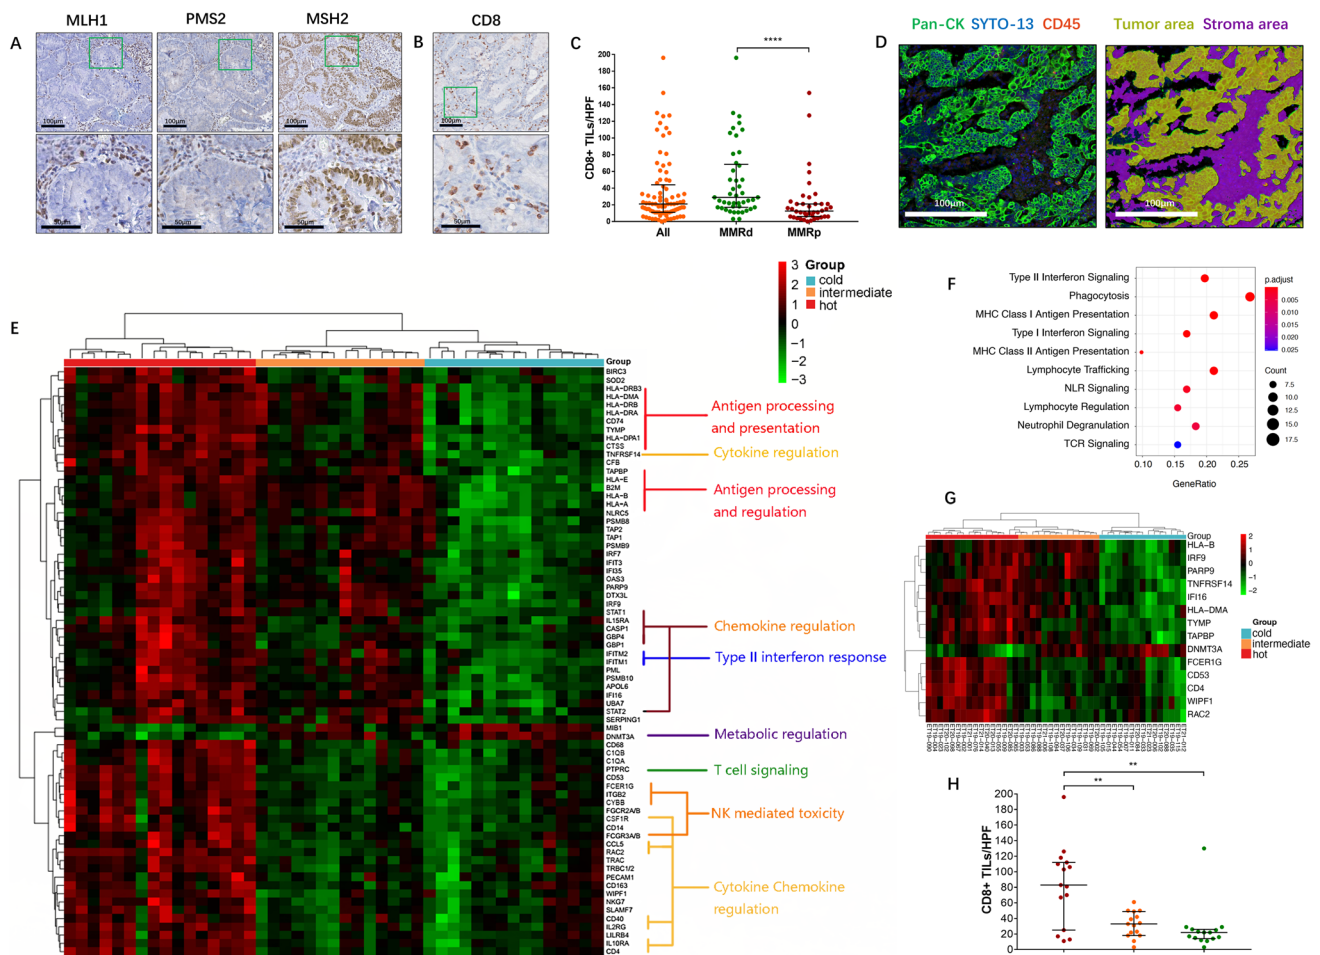 MLH1 PMS2 MSH2 CD8
A
100μm 100μm 100μm
50μm 50μm 50μm
B
100μm
50μm
C
****
CD8+ TILs/HPF
200
180
160
140
120
100
80
60
40
20
0
All MMRd MMRp
D
Pan-CK SYTO-13 CD45 Tumor area Stroma area
100μm 100μm
E
3
2
1
0
−1
−2
−3
Group
cold
intermediate
hot
Group
BIRC3
SOD2
HLA-DRB3
HLA-DMA
HLA-DRB
HLA-DRA
CD74
TYMP
HLA-DPA1
CTSS
TNFRSF14
CFB
TAPBP
HLA-E
B2M
HLA-B
HLA-A
NLRC5
PSMB8
TAP2
TAP1
PSMB9
IRF7
IFIT3
IFI35
OAS3
PARP9
DTX3L
IRF9
STAT1
IL15RA
CASP1
GBP4
GBP1
IFITM2
IFITM1
PML
PSMB10
APOL6
IFI16
UBA7
STAT2
SERPING1
MIB1
DNMT3A
CD68
C1QB
C1QA
PTPRC
CD53
FCER1G
ITGB2
CYBB
FGCR2A/B
CSF1R
CD14
FCGR3A/B
CCL5
RAC2
TRAC
TRBC1/2
PECAM1
CD163
WIPF1
NKG7
SLAMF7
CD40
IL2RG
LILRB4
IL10RA
CD4
Antigen processing
and presentation
Cytokine regulation
Antigen processing
and regulation
Chemokine regulation
Type II interferon response
Metabolic regulation
T cell signaling
NK mediated toxicity
Cytokine Chemokine
regulation
F
Type II Interferon Signaling
Phagocytosis
MHC Class I Antigen Presentation
Type I Interferon Signaling
MHC Class II Antigen Presentation
Lymphocyte Trafficking
NLR Signaling
Lymphocyte Regulation
Neutrophil Degranulation
TCR Signaling
0.10 0.15 0.20 0.25
GeneRatio
p.adjust
0.005
0.010
0.015
0.020
0.025
Count
7.5
10.0
12.5
15.0
17.5
G
Group
HLA-B
IRF9
PARP9
TNFRSF14
IFI16
HLA-DMA
TYMP
TAPBP
DNMT3A
FCER1G
CD53
CD4
WIPF1
RAC2
2
1
0
−1
−2
Group
cold
intermediate
hot
H
**
**
CD8+ TILs/HPF
200
180
160
140
120
100
80
60
40
20
0